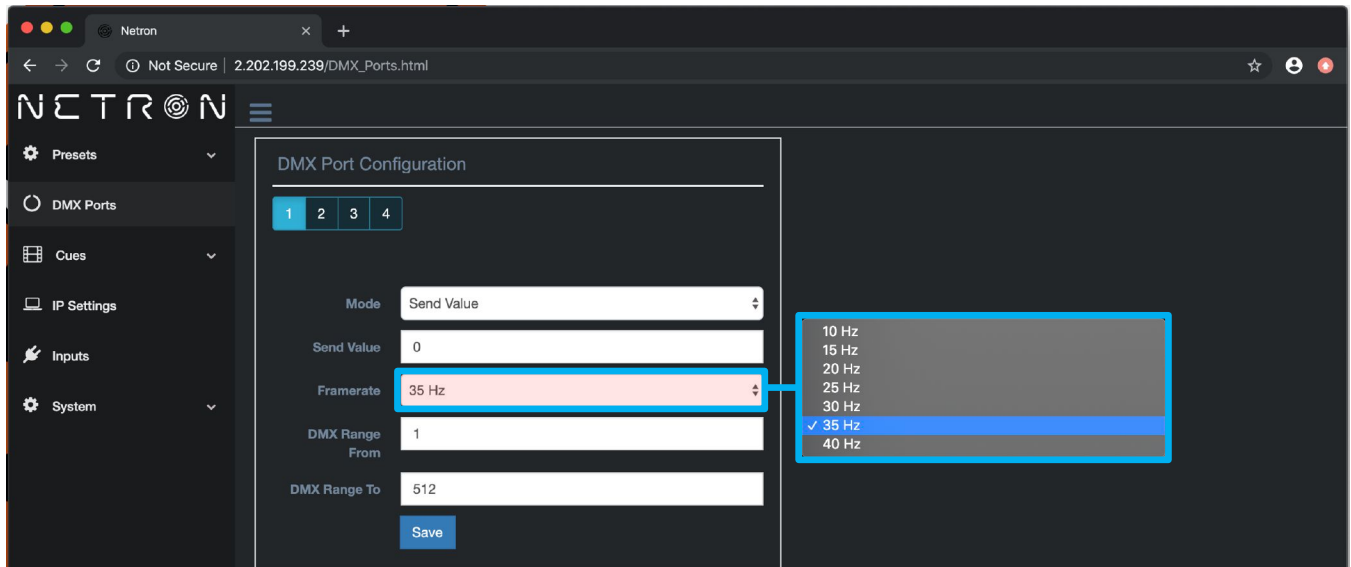 Netron
Not Secure | 2.202.199.239/DMX_Ports.html
NETRON
Presets
DMX Ports
Cues
IP Settings
Inputs
System
DMX Port Configuration
1 2 3 4
Mode Send Value
Send Value 0
Framerate 35 Hz
DMX Range From 1
DMX Range To 512
Save
10 Hz
15 Hz
20 Hz
25 Hz
30 Hz
✓ 35 Hz
40 Hz